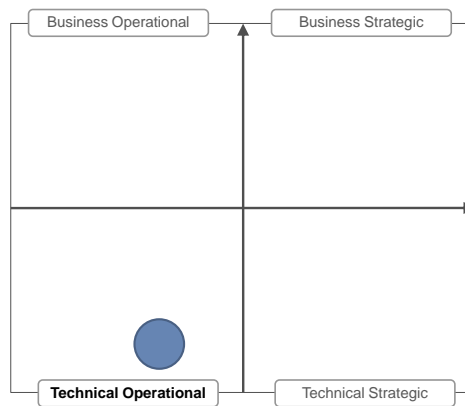 Business Operational
Business Strategic
Technical Operational
Technical Strategic